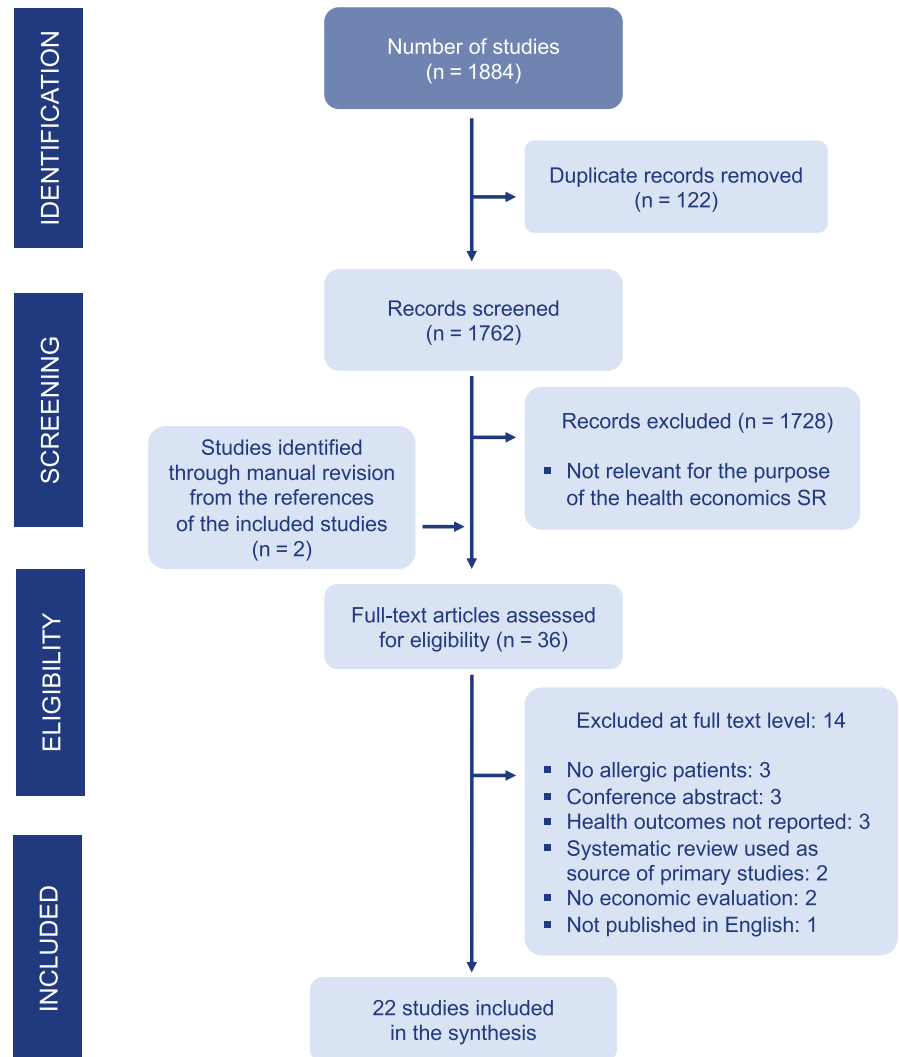 IDENTIFICATION
Number of studies
(n = 1884)
Duplicate records removed
(n = 122)
SCREENING
Records screened
(n = 1762)
Records excluded (n = 1728)
▪ Not relevant for the purpose
of the health economics SR
Studies identified
through manual revision
from the references
of the included studies
(n = 2)
ELIGIBILITY
Full-text articles assessed
for eligibility (n = 36)
Excluded at full text level: 14
▪ No allergic patients: 3
▪ Conference abstract: 3
▪ Health outcomes not reported: 3
▪ Systematic review used as
source of primary studies: 2
▪ No economic evaluation: 2
▪ Not published in English: 1
INCLUDED
22 studies included
in the synthesis